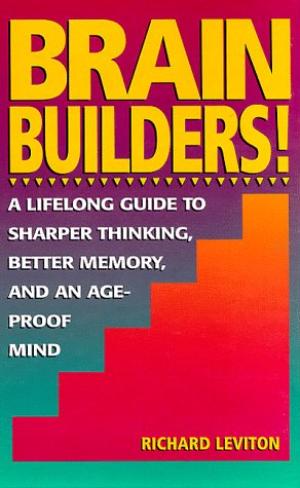 BRAIN
BUILDERS!
A LIFELONG GUIDE TO
SHARPER THINKING,
BETTER MEMORY,
AND AN AGE-
PROOF
MIND
RICHARD LEVITON